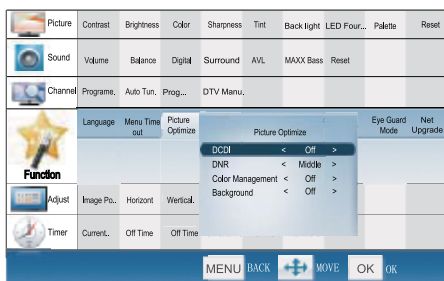 Picture Contrast Brightness Color Sharpness Tint Back light LED Four... Palette Reset
Sound Volume Balance Digital Surround AVL MAXX Bass Reset
Channel Programe. Auto Tun. Prog... DTV Manu.
Function Language Menu Time out Picture Optimize Eye Guard Mode Net Upgrade
Picture Optimize
DCDI < Off >
DNR < Middle >
Color Management < Off >
Background < Off >
Adjust Image Po.. Horizont Wertical.
Timer Current.. Off Time Off Time
MENU BACK MOVE OK OK